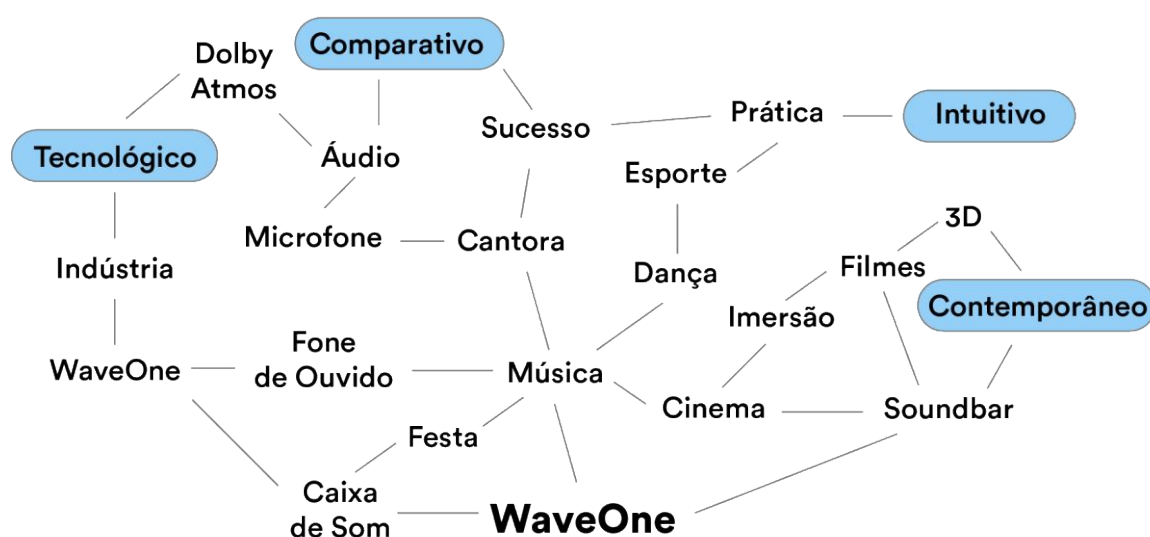 Dolby
Atmos
Comparativo
Sucesso
Prática
Intuitivo
Tecnológico
Áudio
Esporte
Microfone
Cantora
3D
Indústria
Dança
Filmes
Imersão
Contemporâneo
WaveOne
Fone
de Ouvido
Música
Cinema
Soundbar
Festa
Caixa
de Som
WaveOne